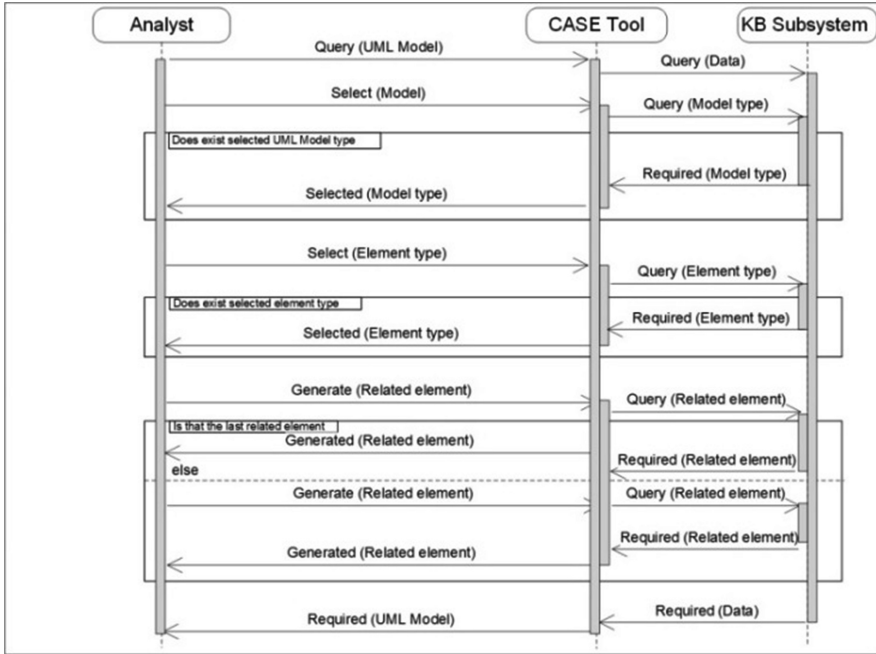 Analyst
CASE Tool
KB Subsystem
Query (UML Model)
Query (Data)
Select (Model)
Query (Model type)
Does exist selected UML Model type
Required (Model type)
Selected (Model type)
Select (Element type)
Query (Element type)
Does exist selected element type
Required (Element type)
Selected (Element type)
Generate (Related element)
Query (Related element)
Is that the last related element
Generated (Related element)
Required (Related element)
else
Generate (Related element)
Query (Related element)
Required (Related element)
Generated (Related element)
Required (Data)
Required (UML Model)